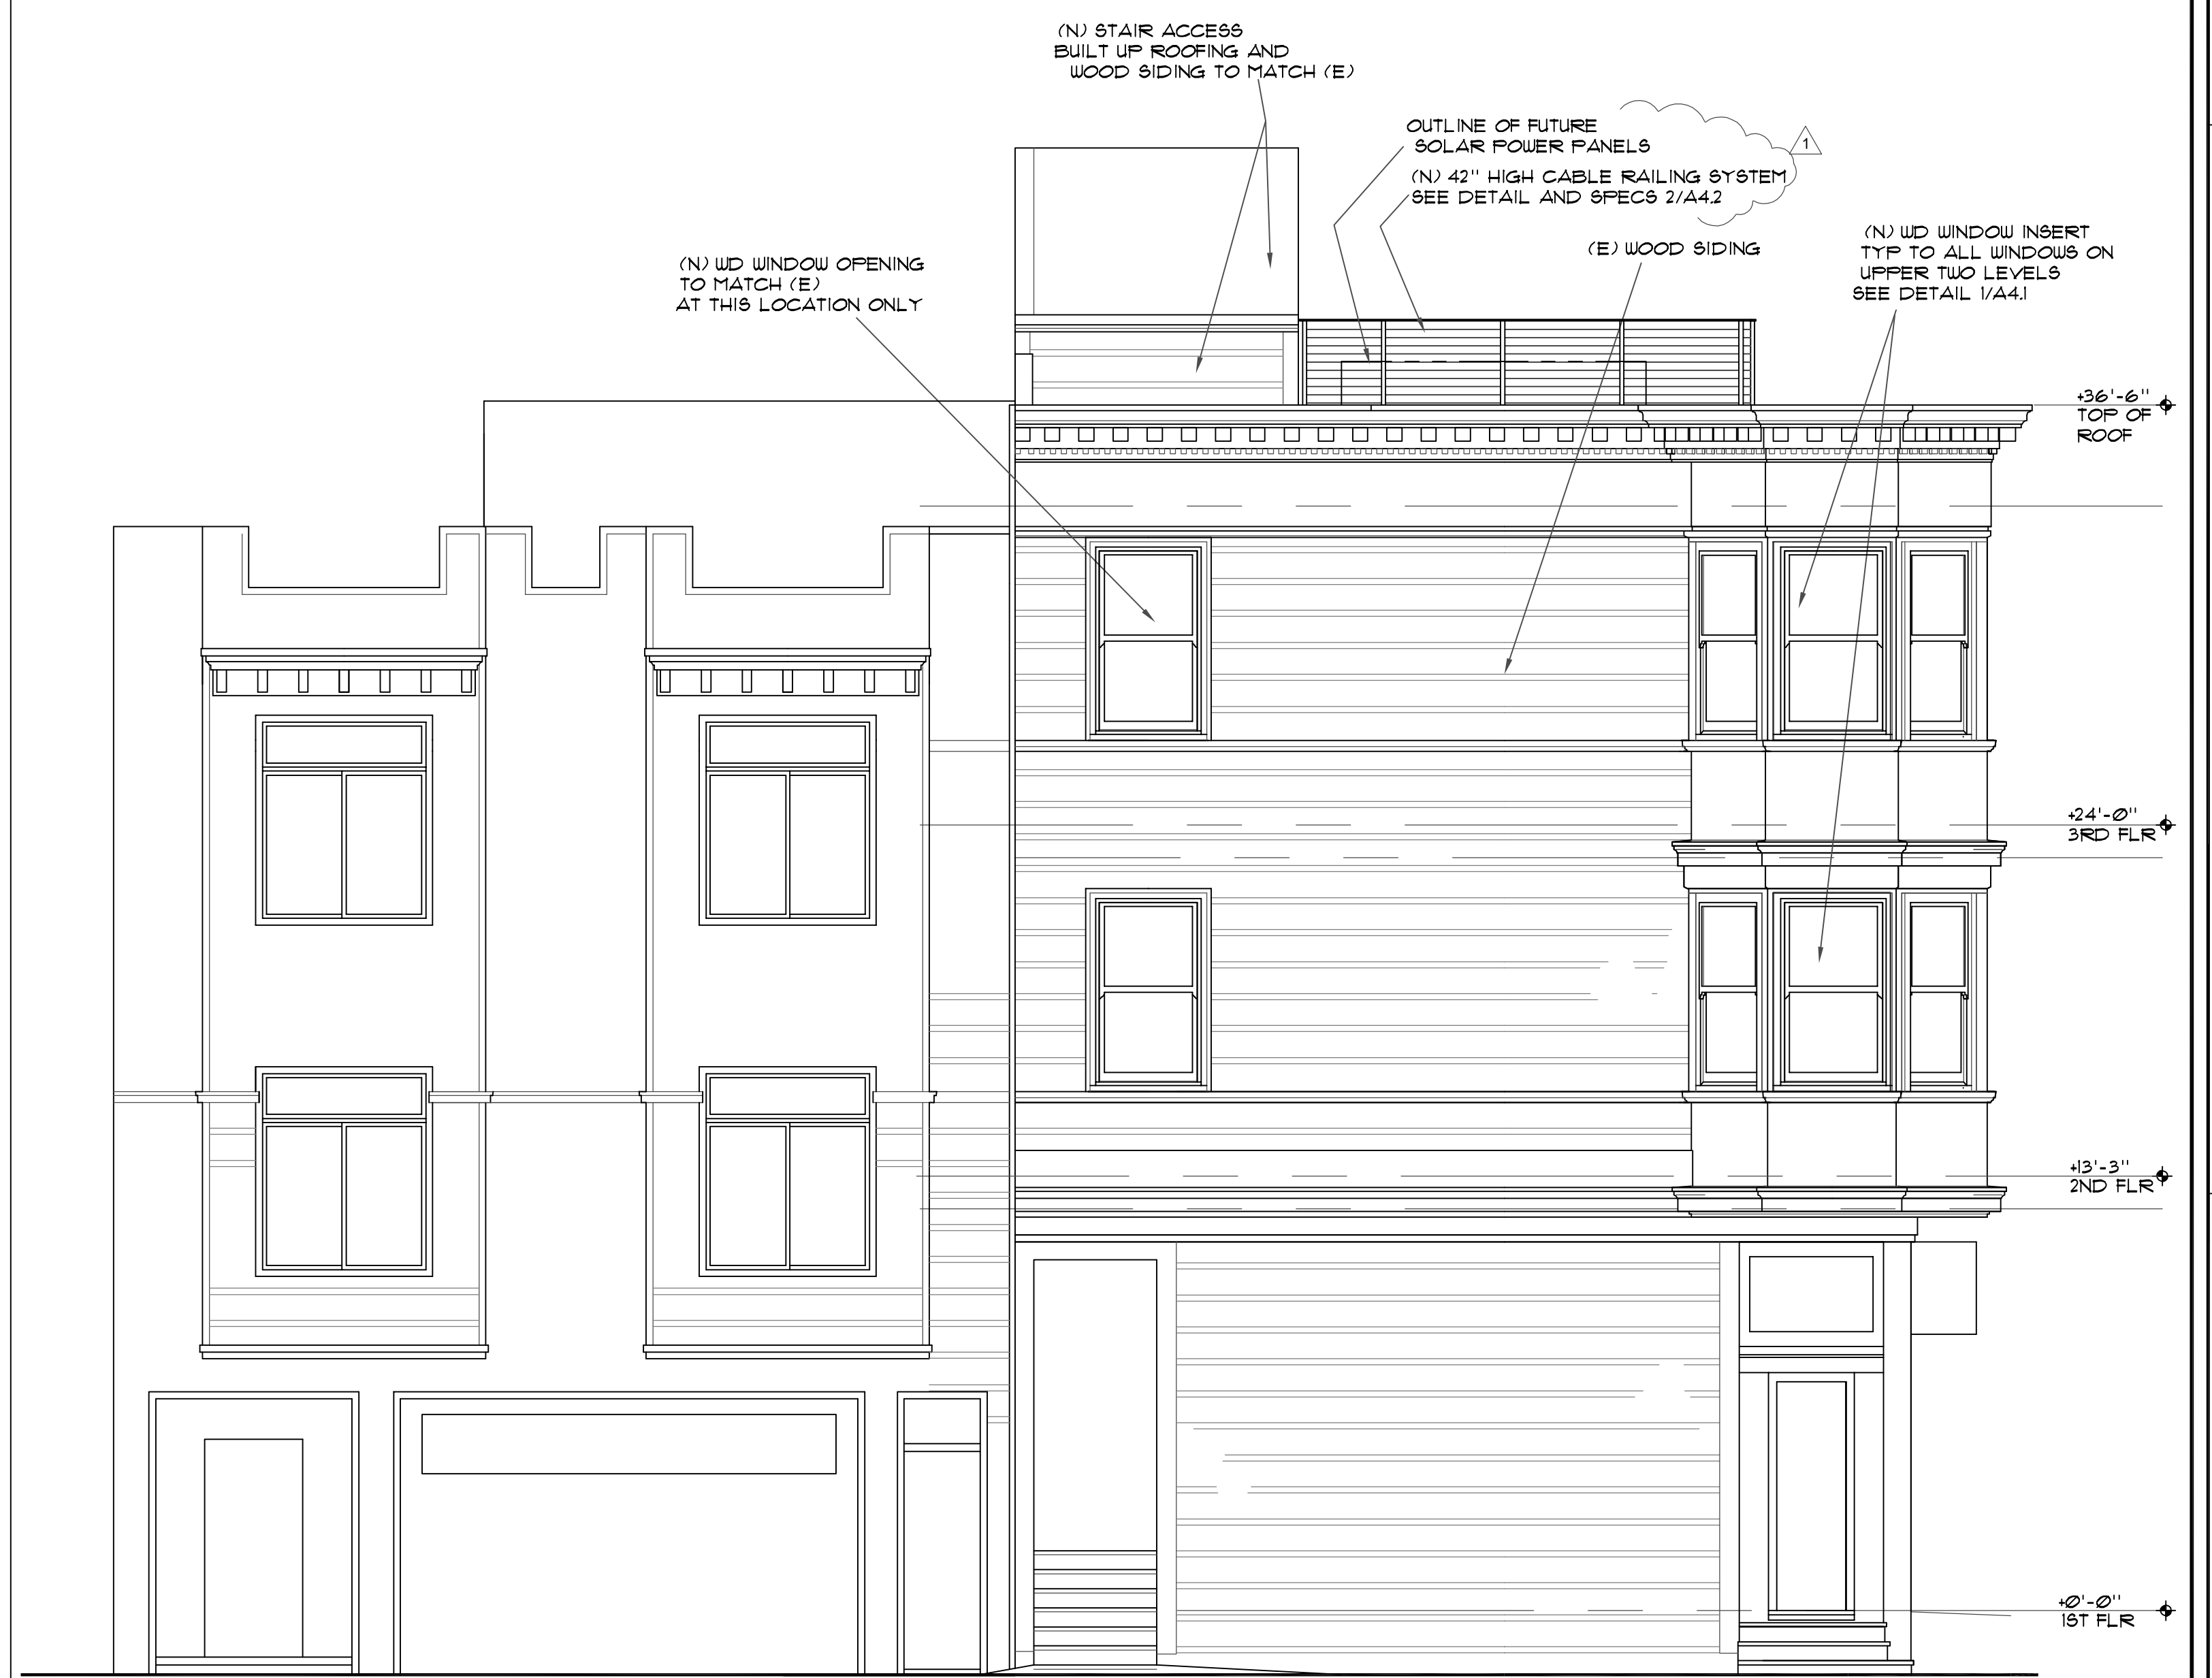 (N) STAIR ACCESS
BUILT UP ROOFING AND
WOOD SIDING TO MATCH (E)
OUTLINE OF FUTURE
SOLAR POWER PANELS
1
(N) 42" HIGH CABLE RAILING SYSTEM
SEE DETAIL AND SPECS 2/A4.2
(E) WOOD SIDING
(N) WD WINDOW INSERT
TYP TO ALL WINDOWS ON
UPPER TWO LEVELS
SEE DETAIL 1/A4.1
(N) WD WINDOW OPENING
TO MATCH (E)
AT THIS LOCATION ONLY
+36'-6"
TOP OF
ROOF
+24'-0"
3RD FLR
+13'-3"
2ND FLR
+0'-0"
1ST FLR